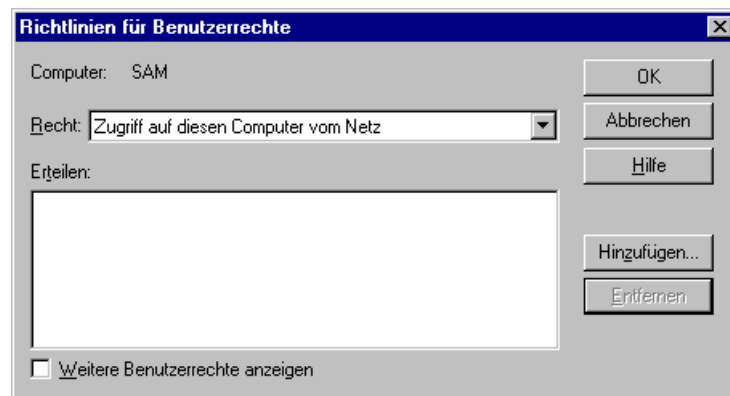 Richtlinien für Benutzerrechte
Computer: SAM
OK
Recht: Zugriff auf diesen Computer vom Netz
Abbrechen
Hilfe
Erteilen:
Hinzufügen...
Entfernen
Weitere Benutzerrechte anzeigen